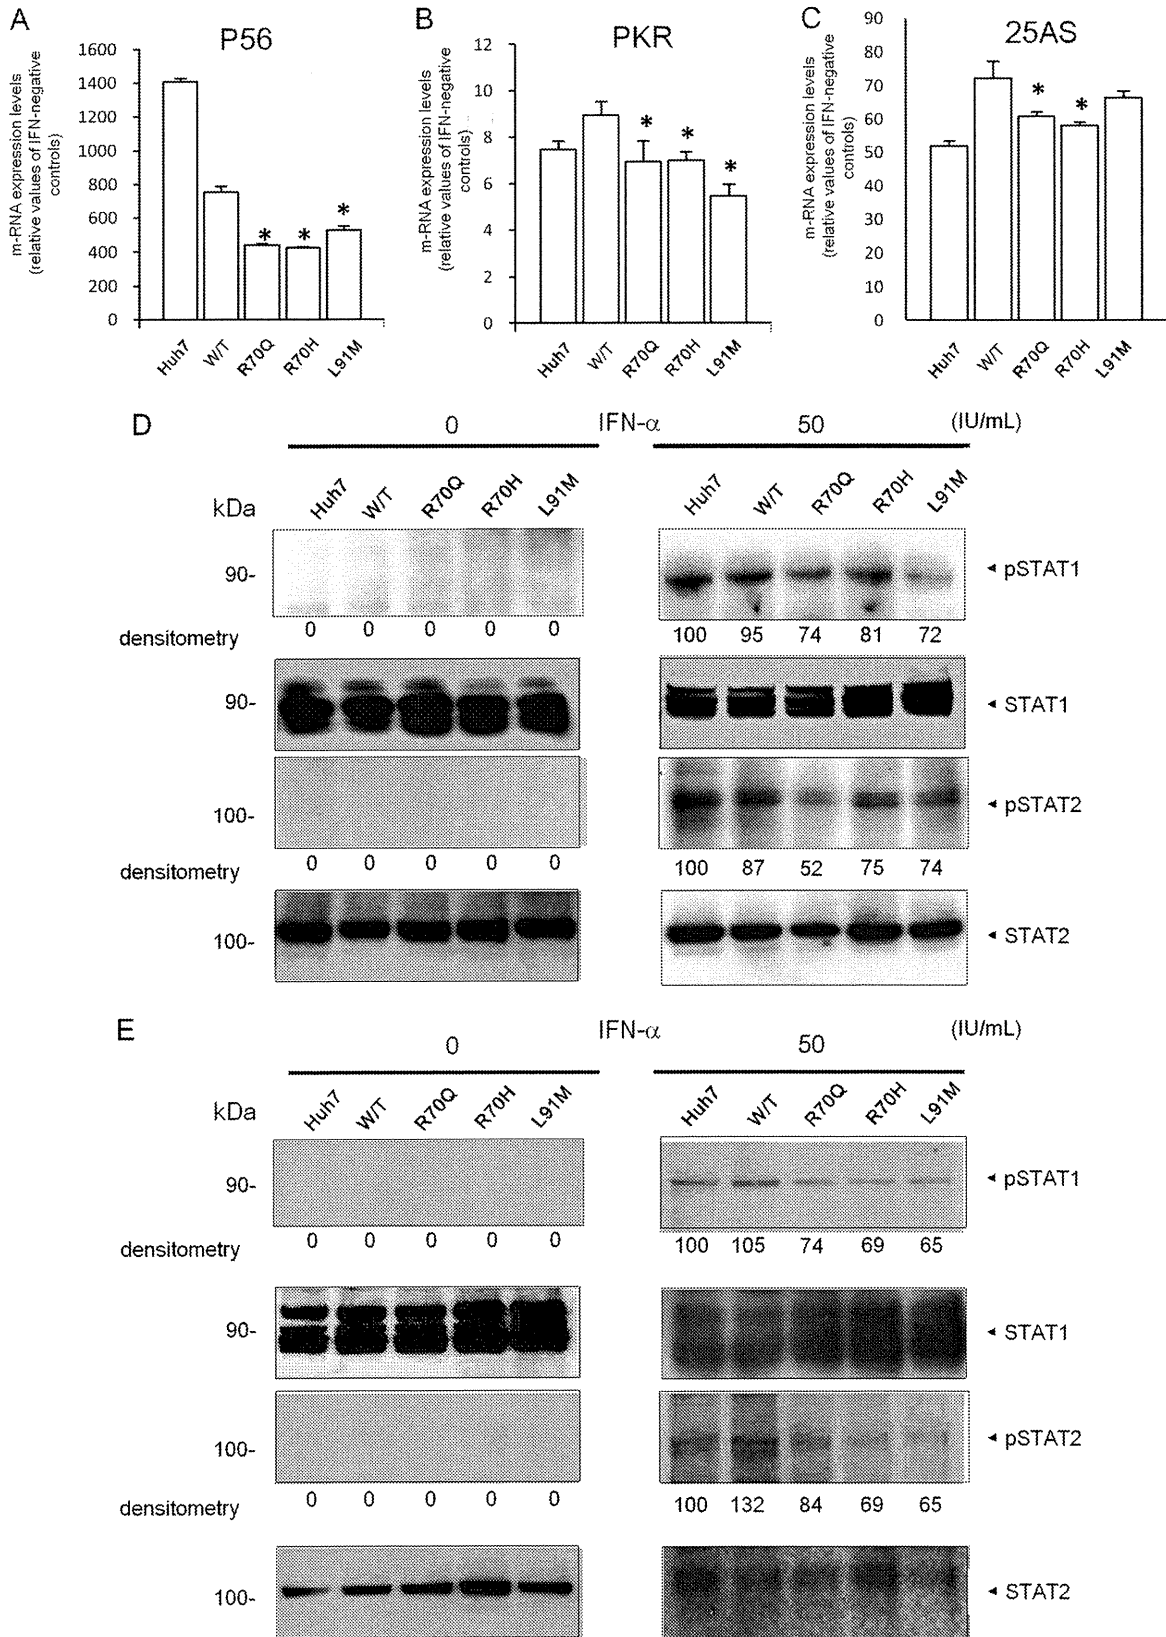 A
P56
m-RNA expression levels
(relative values of IFN-negative
controls)
1600
1400
1200
1000
800
600
400
200
0
* * *
Huh7 W/T R70Q R70H L91M
B
PKR
m-RNA expression levels
(relative values of IFN-negative
controls)
12
10
8
6
4
2
0
* * *
Huh7 W/T R70Q R70H L91M
C
25AS
m-RNA expression levels
(relative values of IFN-negative
controls)
90
80
70
60
50
40
30
20
10
0
* *
Huh7 W/T R70Q R70H L91M
D
0 IFN-α 50 (IU/mL)
kDa Huh7 W/T R70Q R70H L91M Huh7 W/T R70Q R70H L91M
90- pSTAT1
densitometry 0 0 0 0 0 100 95 74 81 72
90- STAT1
100- pSTAT2
densitometry 0 0 0 0 0 100 87 52 75 74
100- STAT2
E
0 IFN-α 50 (IU/mL)
kDa Huh7 W/T R70Q R70H L91M Huh7 W/T R70Q R70H L91M
90- pSTAT1
densitometry 0 0 0 0 0 100 105 74 69 65
90- STAT1
100- pSTAT2
densitometry 0 0 0 0 0 100 132 84 69 65
100- STAT2